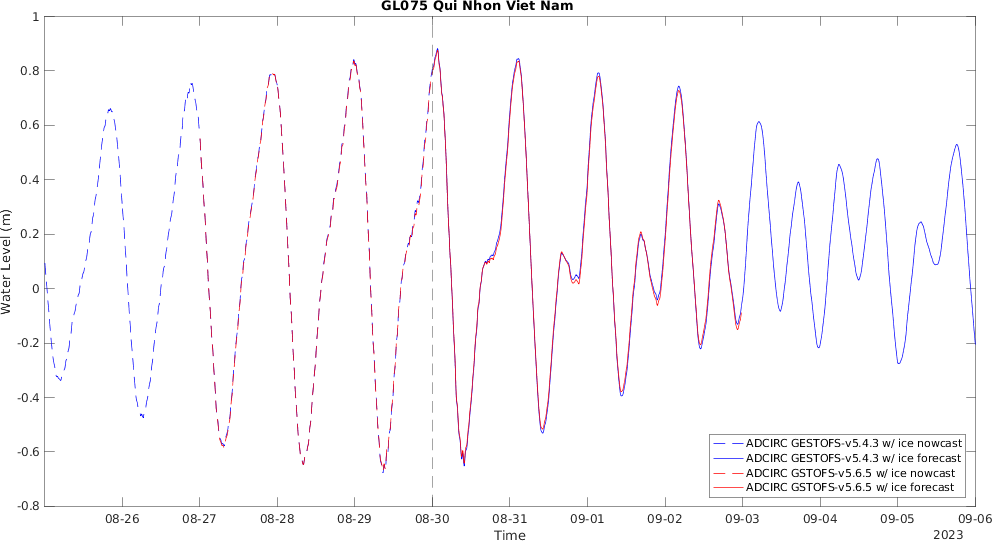 GL075 Qui Nhon Viet Nam
Water Level (m)
1
0.8
0.6
0.4
0.2
0
-0.2
-0.4
-0.6
-0.8
ADCIRC GESTOFS-v5.4.3 w/ ice nowcast
ADCIRC GESTOFS-v5.4.3 w/ ice forecast
ADCIRC GSTOFS-v5.6.5 w/ ice nowcast
ADCIRC GSTOFS-v5.6.5 w/ ice forecast
08-26 08-27 08-28 08-29 08-30 08-31 09-01 09-02 09-03 09-04 09-05 09-06
Time
2023